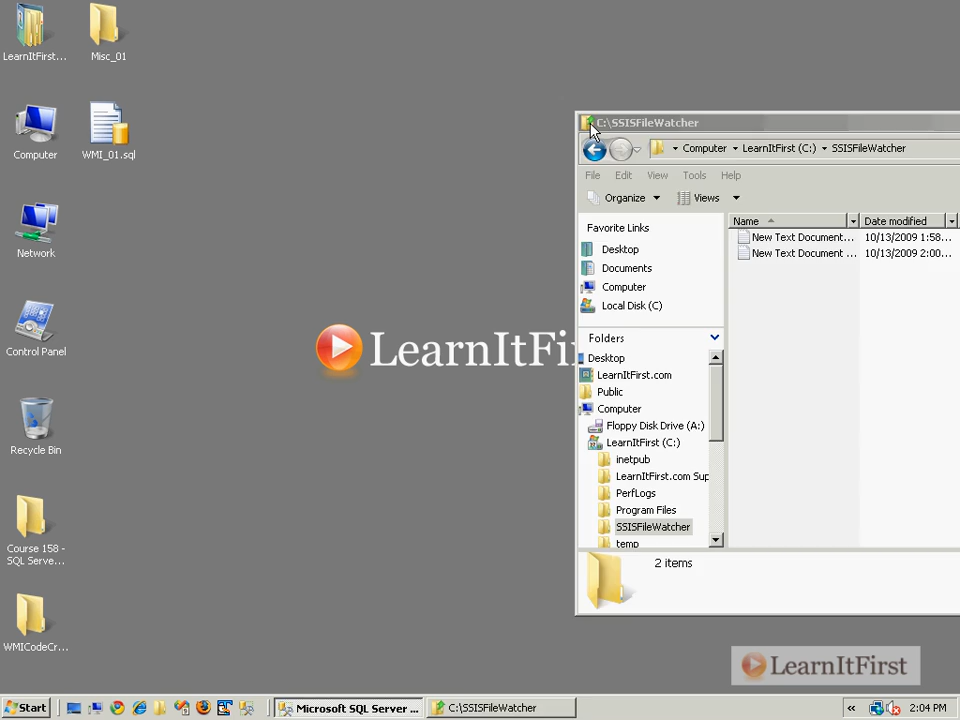 LearnItFirst...
Misc_01
Computer
WMI_01.sql
Network
Control Panel
Recycle Bin
Course 158 -
SQL Serve...
WMICodeCr...
LearnItFi
C:\SSISFileWatcher
Computer LearnItFirst (C:) SSISFileWatcher
File Edit View Tools Help
Organize Views
Favorite Links
Desktop
Documents
Computer
Local Disk (C)
Folders
Desktop
LearnItFirst.com
Public
Computer
Floppy Disk Drive (A:)
LearnItFirst (C:)
inetpub
LearnItFirst.com Sup
PerfLogs
Program Files
SSISFileWatcher
temp
Name Date modified
New Text Document... 10/13/2009 1:58...
New Text Document ... 10/13/2009 2:00...
2 items
LearnItFirst
Start
Microsoft SQL Server ...
C:\SSISFileWatcher
2:04 PM